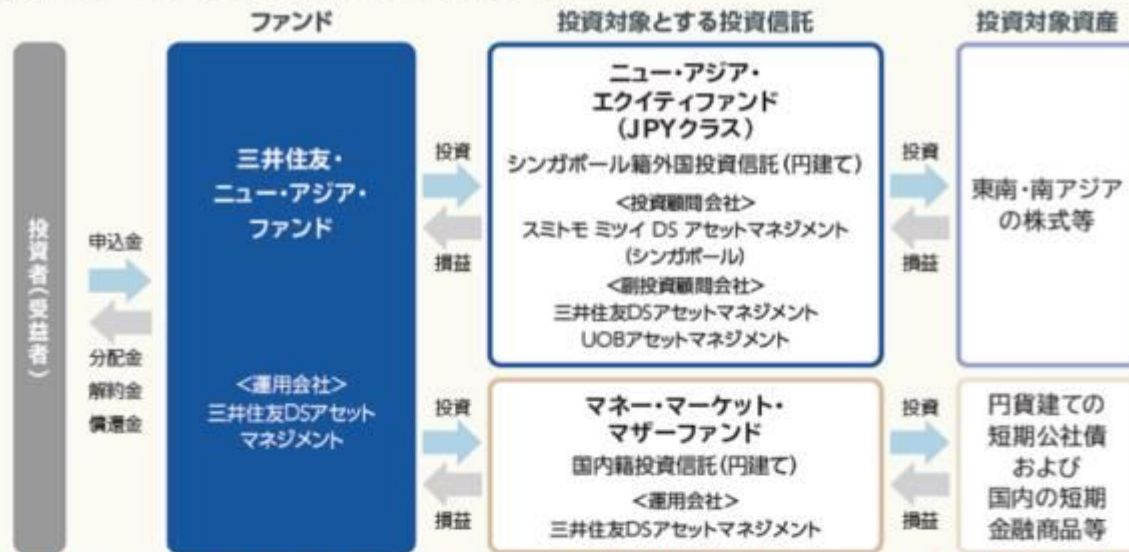 ファンド
投資対象とする投資信託
投資対象資産
投資者(受益者)
申込金
分配金
解約金
償還金
三井住友・
ニュー・アジア・
ファンド
<運用会社>
三井住友DSアセット
マネジメント
投資
損益
ニュー・アジア・
エクイティファンド
(JPYクラス)
シンガポール籍外国投資信託(円建て)
<投資顧問会社>
スミトモ ミツイ DS アセットマネジメント
(シンガポール)
<副投資顧問会社>
三井住友DSアセットマネジメント
UOBアセットマネジメント
投資
損益
東南・南アジア
の株式等
投資
損益
マネー・マーケット・
マザーファンド
国内籍投資信託(円建て)
<運用会社>
三井住友DSアセットマネジメント
投資
損益
円貨建ての
短期公社債
および
国内の短期
金融商品等